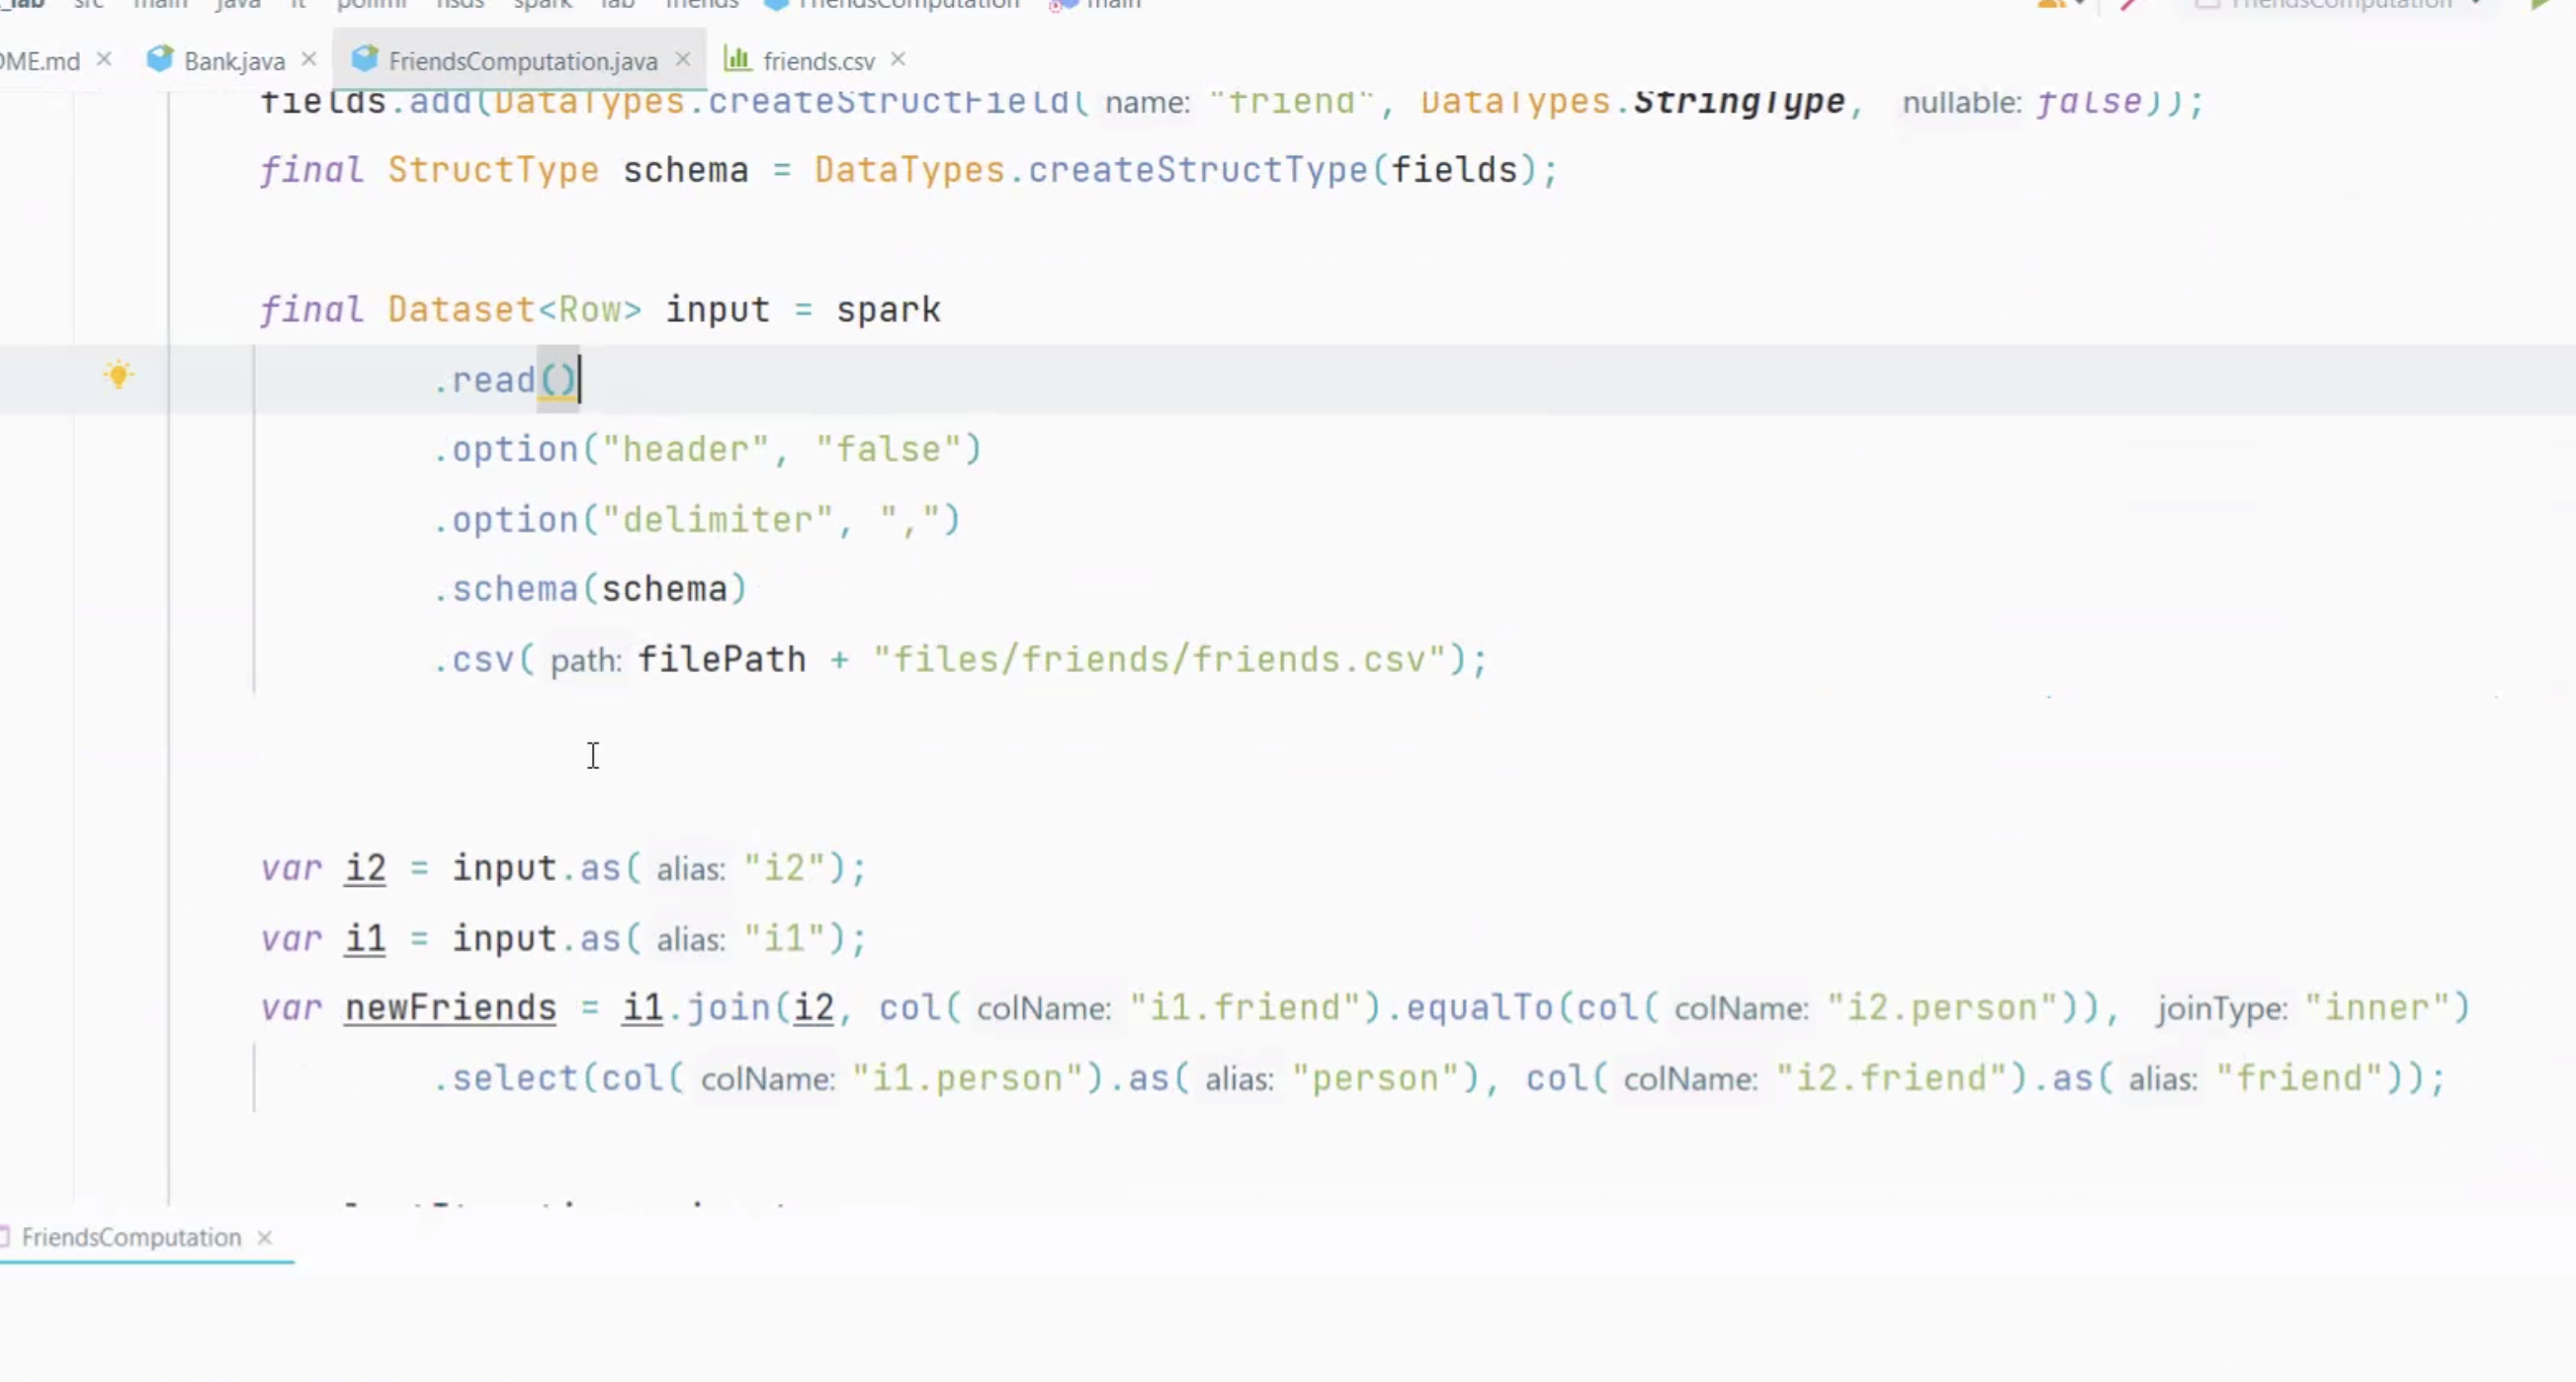 _lab src main java it polimi nsds spark lab friends FriendsComputation main FriendsComputation
OME.md Bank.java FriendsComputation.java friends.csv
fields.add(DataTypes.createStructField( name: "friend", DataTypes.StringType, nullable: false));
final StructType schema = DataTypes.createStructType(fields);
final Dataset<Row> input = spark
.read()
.option("header", "false")
.option("delimiter", ",")
.schema(schema)
.csv( path: filePath + "files/friends/friends.csv");
var i2 = input.as( alias: "i2");
var i1 = input.as( alias: "i1");
var newFriends = i1.join(i2, col( colName: "i1.friend").equalTo(col( colName: "i2.person")), joinType: "inner")
.select(col( colName: "i1.person").as( alias: "person"), col( colName: "i2.friend").as( alias: "friend"));
FriendsComputation